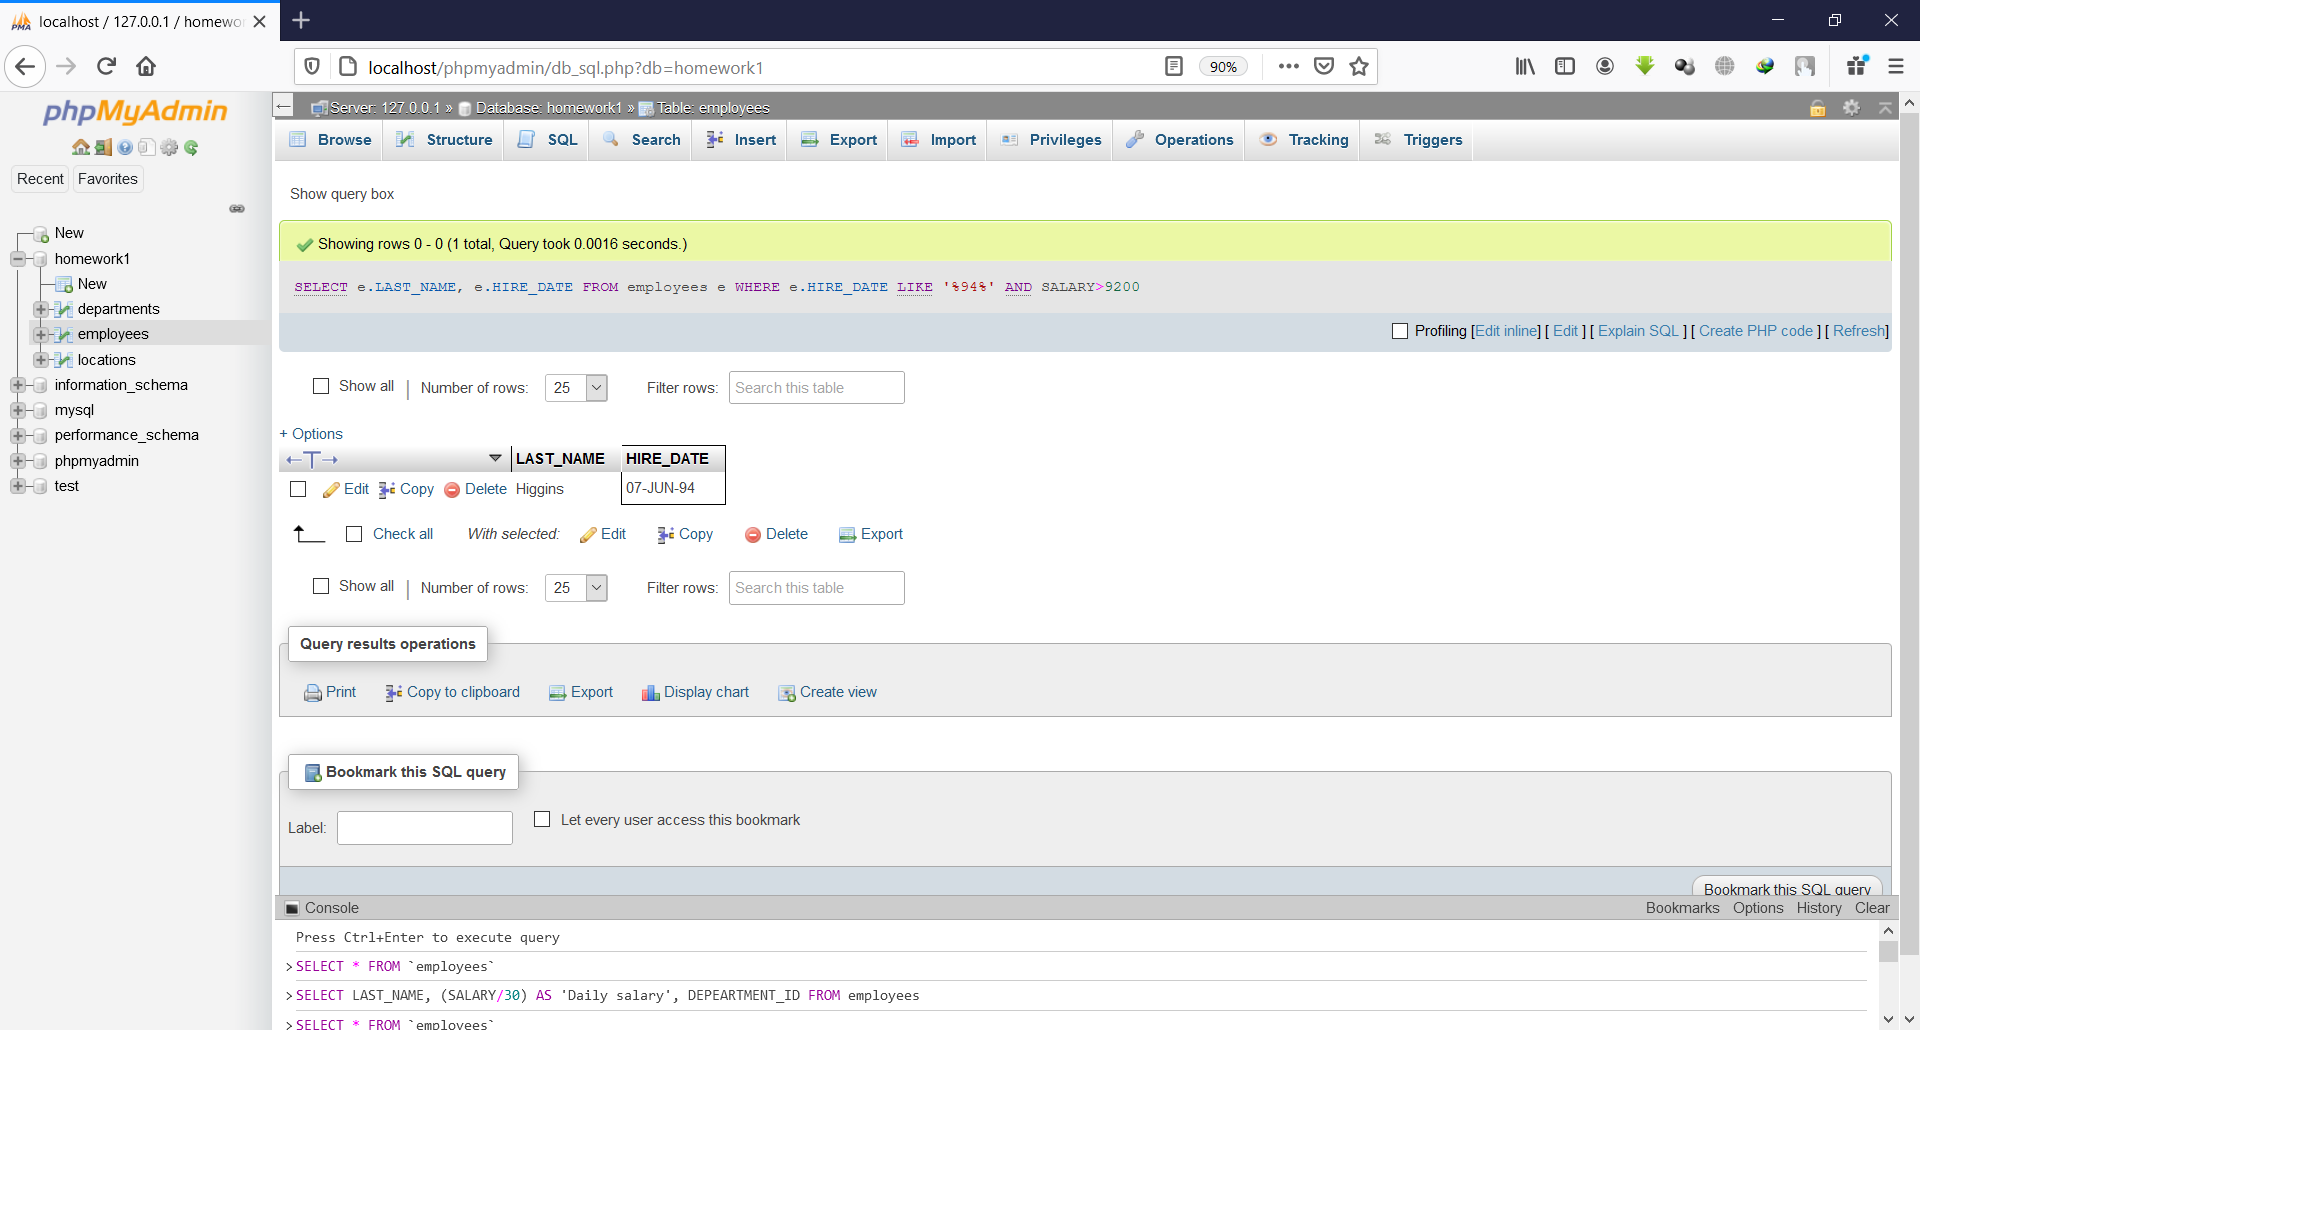 localhost / 127.0.0.1 / homewor
localhost/phpmyadmin/db_sql.php?db=homework1
90%
phpMyAdmin
Recent
Favorites
New
homework1
New
departments
employees
locations
information_schema
mysql
performance_schema
phpmyadmin
test
Server: 127.0.0.1 » Database: homework1 » Table: employees
Browse Structure SQL Search Insert Export Import Privileges Operations Tracking Triggers
Show query box
Showing rows 0 - 0 (1 total, Query took 0.0016 seconds.)
SELECT e.LAST_NAME, e.HIRE_DATE FROM employees e WHERE e.HIRE_DATE LIKE '%94%' AND SALARY>9200
Profiling [Edit inline] [ Edit ] [ Explain SQL ] [ Create PHP code ] [ Refresh]
Show all | Number of rows: 25 Filter rows: Search this table
+ Options
←T→ LAST_NAME HIRE_DATE
Edit Copy Delete Higgins 07-JUN-94
Check all With selected: Edit Copy Delete Export
Show all | Number of rows: 25 Filter rows: Search this table
Query results operations
Print Copy to clipboard Export Display chart Create view
Bookmark this SQL query
Label: Let every user access this bookmark
Bookmark this SQL query
Console Bookmarks Options History Clear
Press Ctrl+Enter to execute query
>SELECT * FROM `employees`
>SELECT LAST_NAME, (SALARY/30) AS 'Daily salary', DEPEARTMENT_ID FROM employees
>SELECT * FROM `employees`